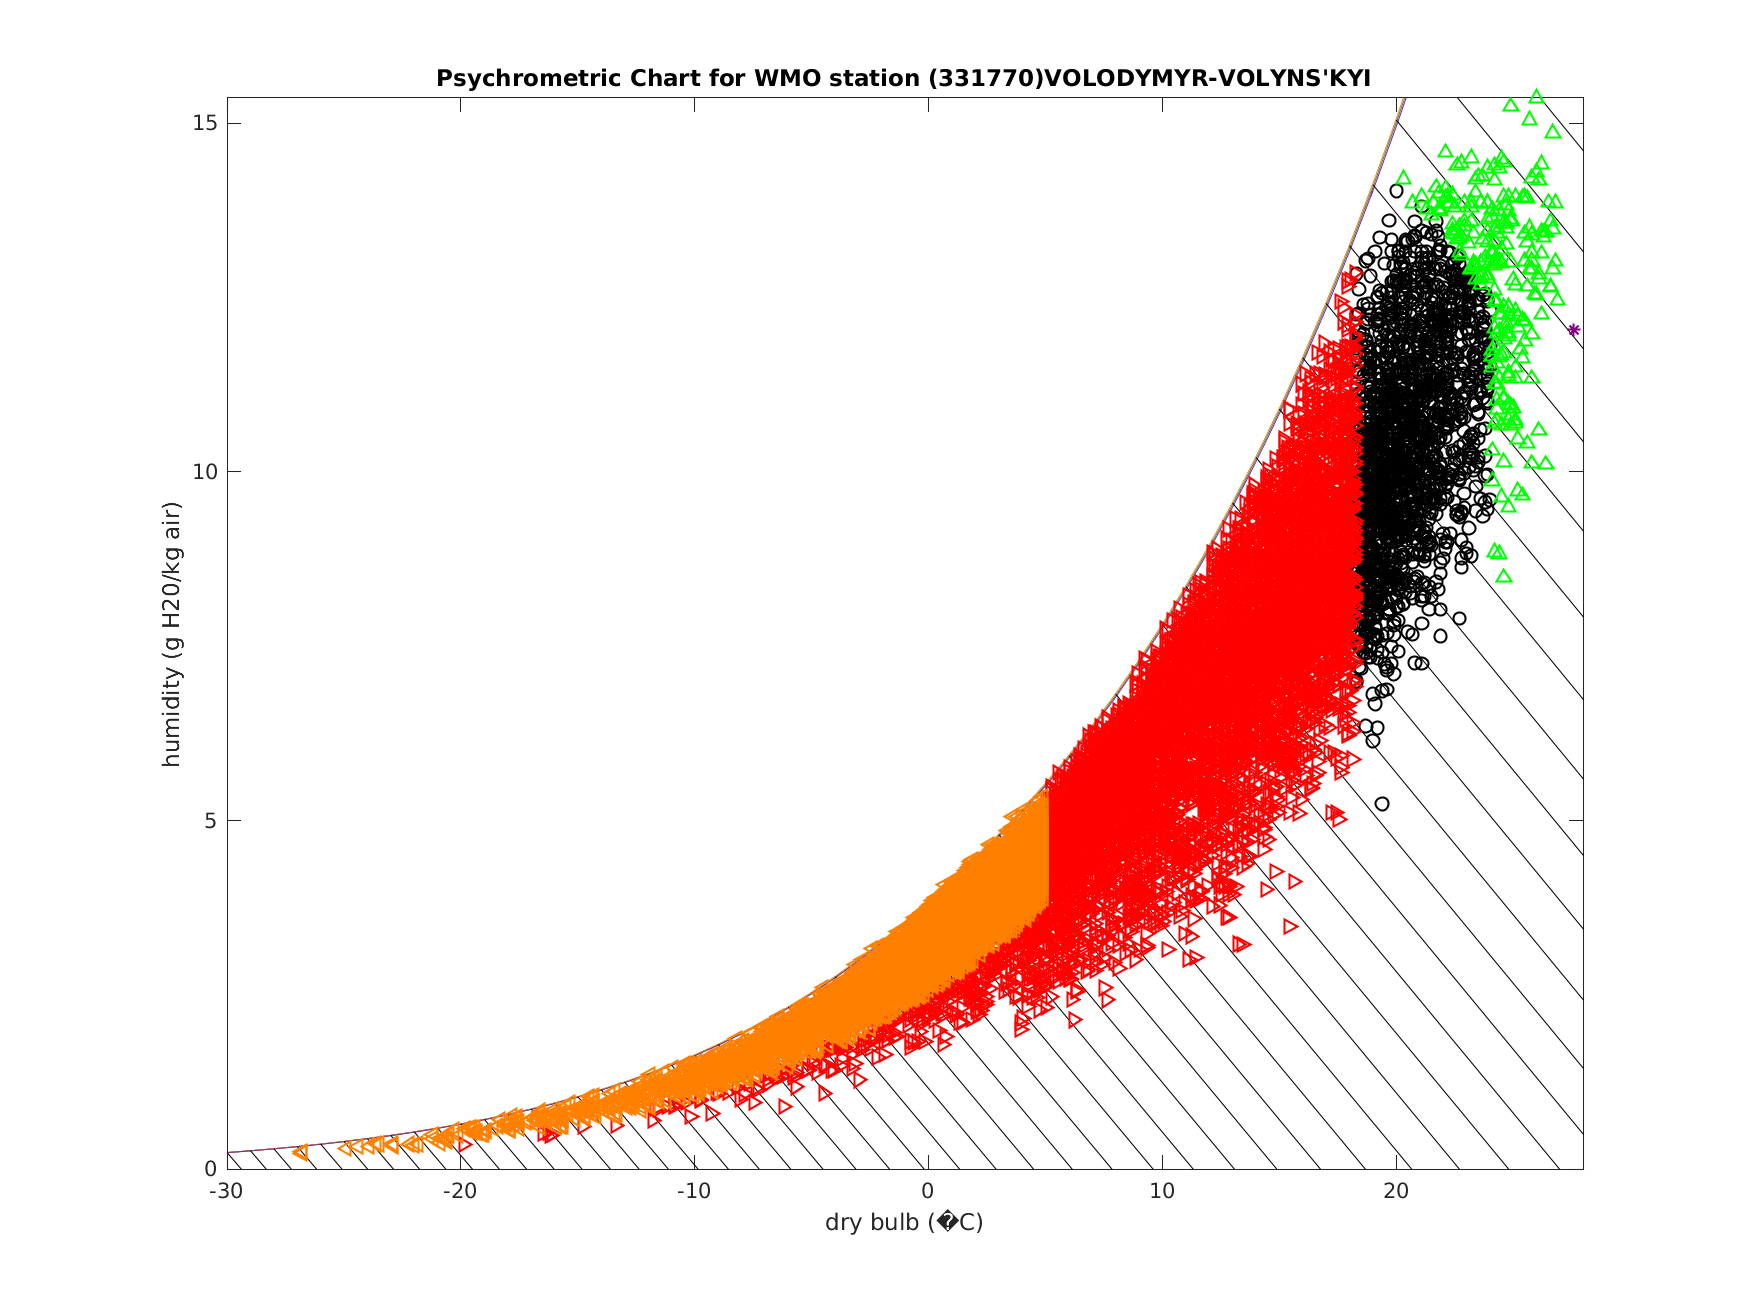 Psychrometric Chart for WMO station (331770)VOLODYMYR-VOLYNS'KYI
15
10
5
0
humidity (g H20/kg air)
-30 -20 -10 0 10 20
dry bulb (�C)